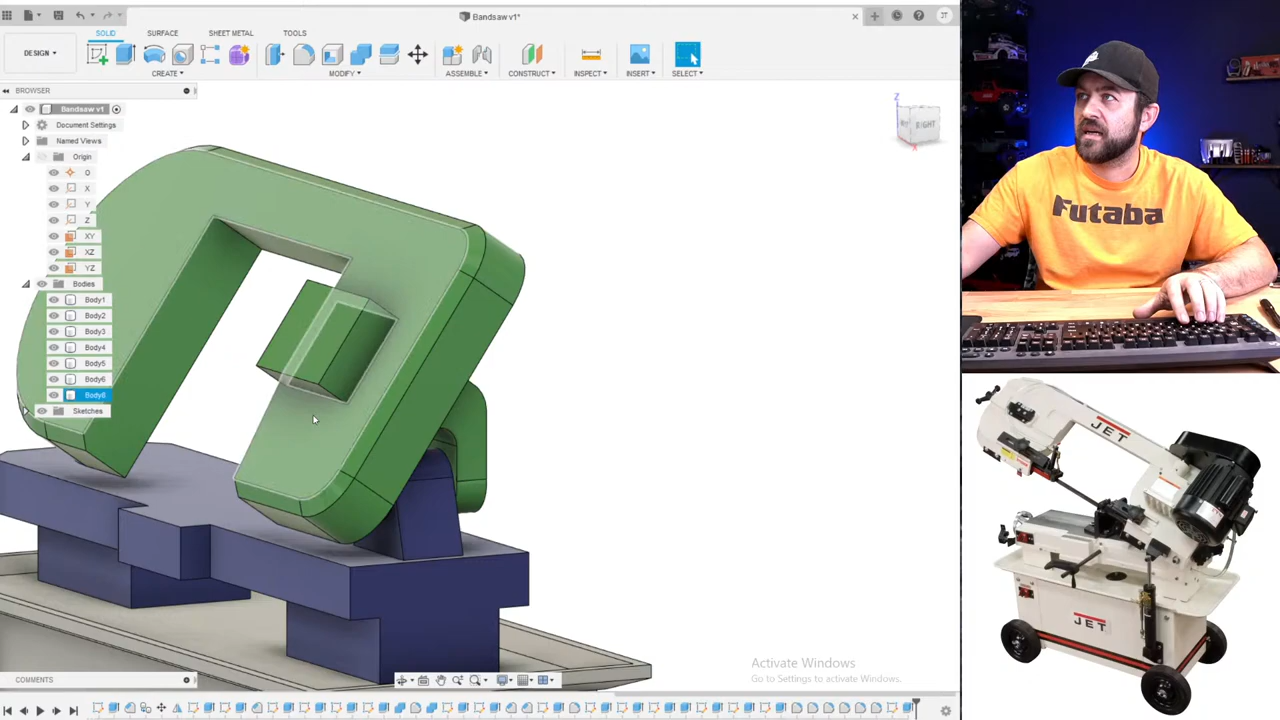 Bandsaw v1*
JT
DESIGN
SOLID
SURFACE
SHEET METAL
TOOLS
CREATE
MODIFY
ASSEMBLE
CONSTRUCT
INSPECT
INSERT
SELECT
BROWSER
Bandsaw v1
Document Settings
Named Views
Origin
O
X
Y
Z
XY
XZ
YZ
Bodies
Body1
Body2
Body3
Body4
Body5
Body6
Body8
Sketches
Z
RIGHT
X
Activate Windows
Go to Settings to activate Windows.
COMMENTS
Futaba
JET
JET